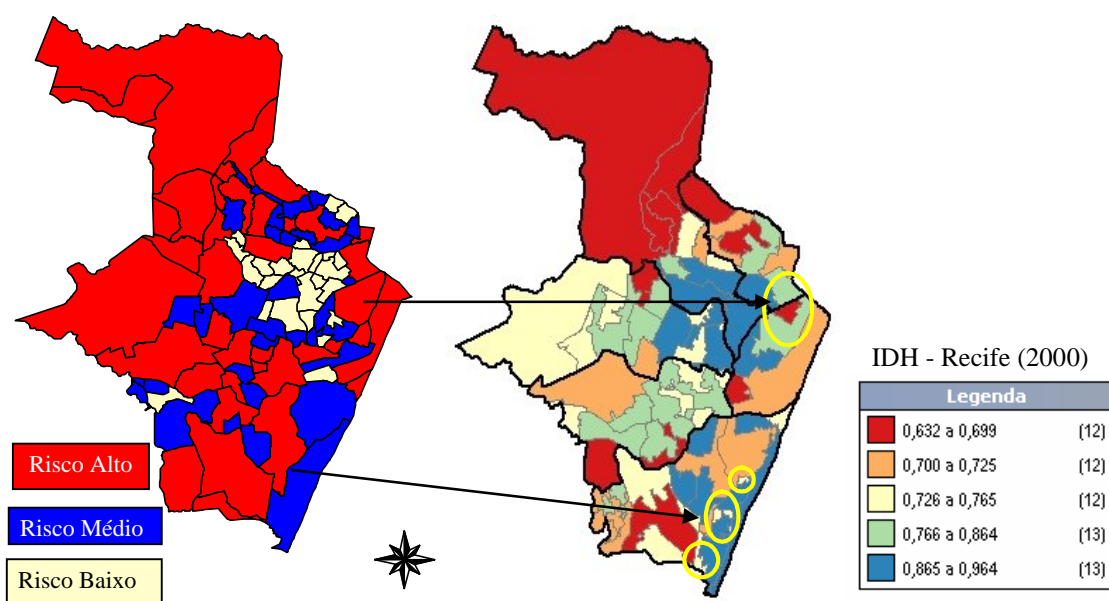 Risco Alto
Risco Médio
Risco Baixo
IDH - Recife (2000)
Legenda
0,632 a 0,699 (12)
0,700 a 0,725 (12)
0,726 a 0,765 (12)
0,766 a 0,864 (13)
0,865 a 0,964 (13)